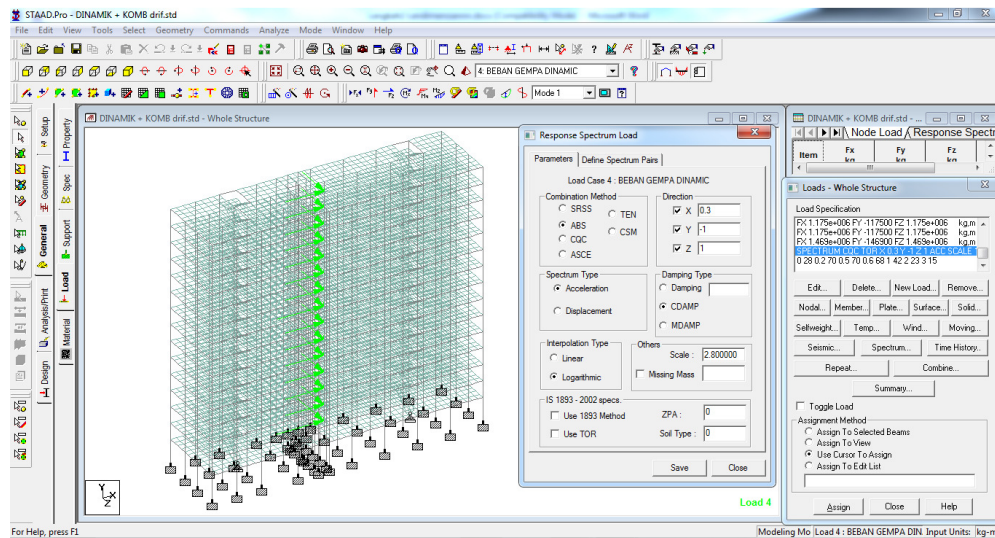 STAAD.Pro - DINAMIK + KOMB drif.std
File Edit View Tools Select Geometry Commands Analyze Mode Window Help
4: BEBAN GEMPA DINAMIC
Mode 1
DINAMIK + KOMB drif.std - Whole Structure
DINAMIK + KOMB drif.std - ...
Node Load Response Spectr
Item Fx kg Fy kg Fz kg
Setup
Geometry
General
Analysis/Print
Design
Property
Spec
Support
Load
Material
Response Spectrum Load
Parameters Define Spectrum Pairs
Load Case 4 : BEBAN GEMPA DINAMIC
Combination Method
SRSS TEN
ABS CSM
CQC
ASCE
Direction
X 0.3
Y -1
Z 1
Spectrum Type
Acceleration
Displacement
Damping Type
Damping
CDAMP
MDAMP
Interpolation Type
Linear
Logarithmic
Others
Scale : 2.800000
Missing Mass
IS 1893 - 2002 specs.
Use 1893 Method ZPA : 0
Use TOR Soil Type : 0
Save Close
Loads - Whole Structure
Load Specification
FX 1.175e+006 FY -117500 FZ 1.175e+006 kg,m
FX 1.175e+006 FY -117500 FZ 1.175e+006 kg,m
FX 1.469e+006 FY -146900 FZ 1.469e+006 kg,m
SPECTRUM CQC TOR X 0.3 Y -1 Z 1 ACC SCALE
0 28 0.2 70 0.5 70 0.6 68 1 42 2 23 3 15
Edit... Delete... New Load... Remove...
Nodal... Member... Plate... Surface... Solid...
Selfweight... Temp... Wind... Moving...
Seismic... Spectrum... Time History..
Repeat... Combine...
Summary...
Toggle Load
Assignment Method
Assign To Selected Beams
Assign To View
Use Cursor To Assign
Assign To Edit List
Assign Close Help
Y
X
Z
Load 4
For Help, press F1
Modeling Mo Load 4 : BEBAN GEMPA DIN Input Units: kg-m